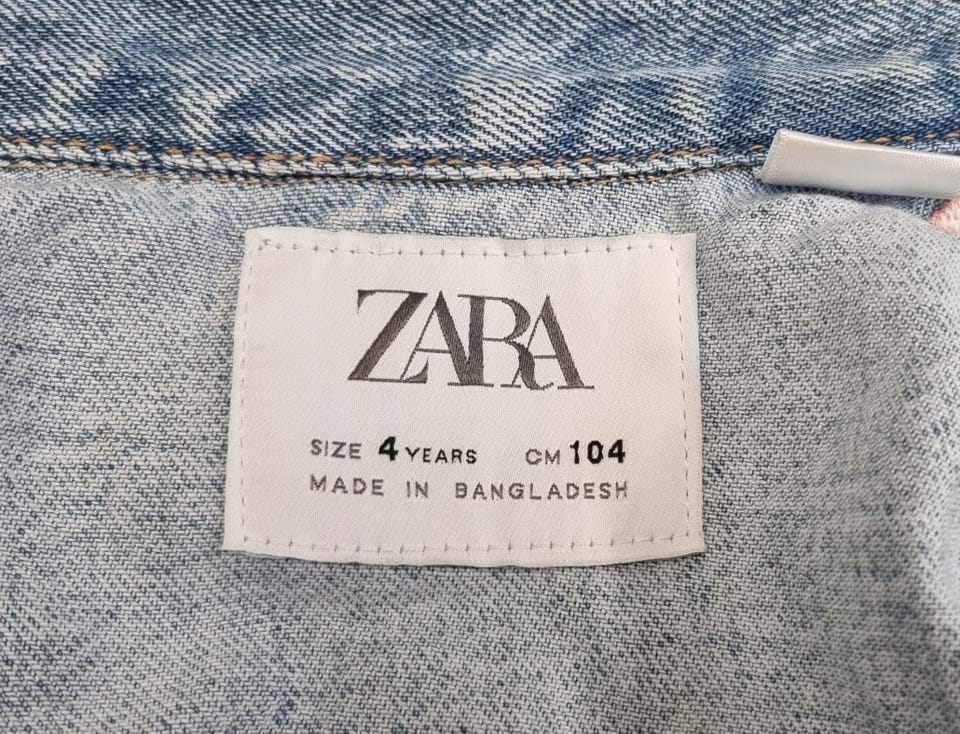 ZARA
SIZE 4 YEARS CM 104
MADE IN BANGLADESH